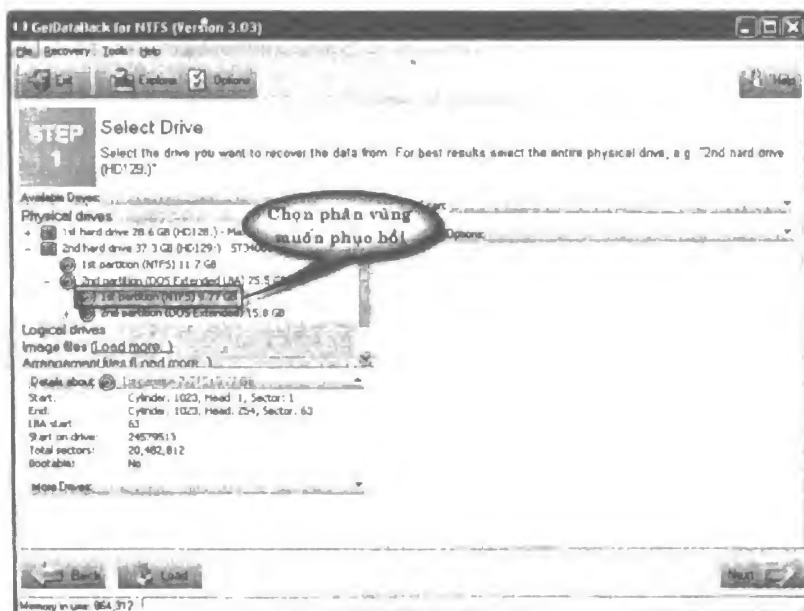 GetDataBack for NTFS (Version 3.03)
File Recovery Tools Help
Exit Explore Options Help
STEP 1
Select Drive
Select the drive you want to recover the data from. For best results select the entire physical drive, e.g. "2nd hard drive
(HD129:)"
Available Drives:
Physical drives
+ 1st hard drive 28.6 GB (HD128:) - Ma
- 2nd hard drive 37.3 GB (HD129:)
1st partition (NTFS) 11.7 GB
- 2nd partition (DOS Extended LBA) 25.5 G
1st partition (NTFS) 9.77 GB
+ 2nd partition (DOS Extended) 15.8 GB
Chọn phân vùng
muốn phục hồi
Options:
Logical drives
Image files (Load more..)
Arrangement files (Load more..)
Details about:
Start: Cylinder: 1023, Head: 1, Sector: 1
End: Cylinder: 1023, Head: 254, Sector: 63
LBA start: 63
Start on drive: 24579513
Total sectors: 20,482,812
Bootable: No
More Drives:
Back Load Next
Memory in use: 864,312